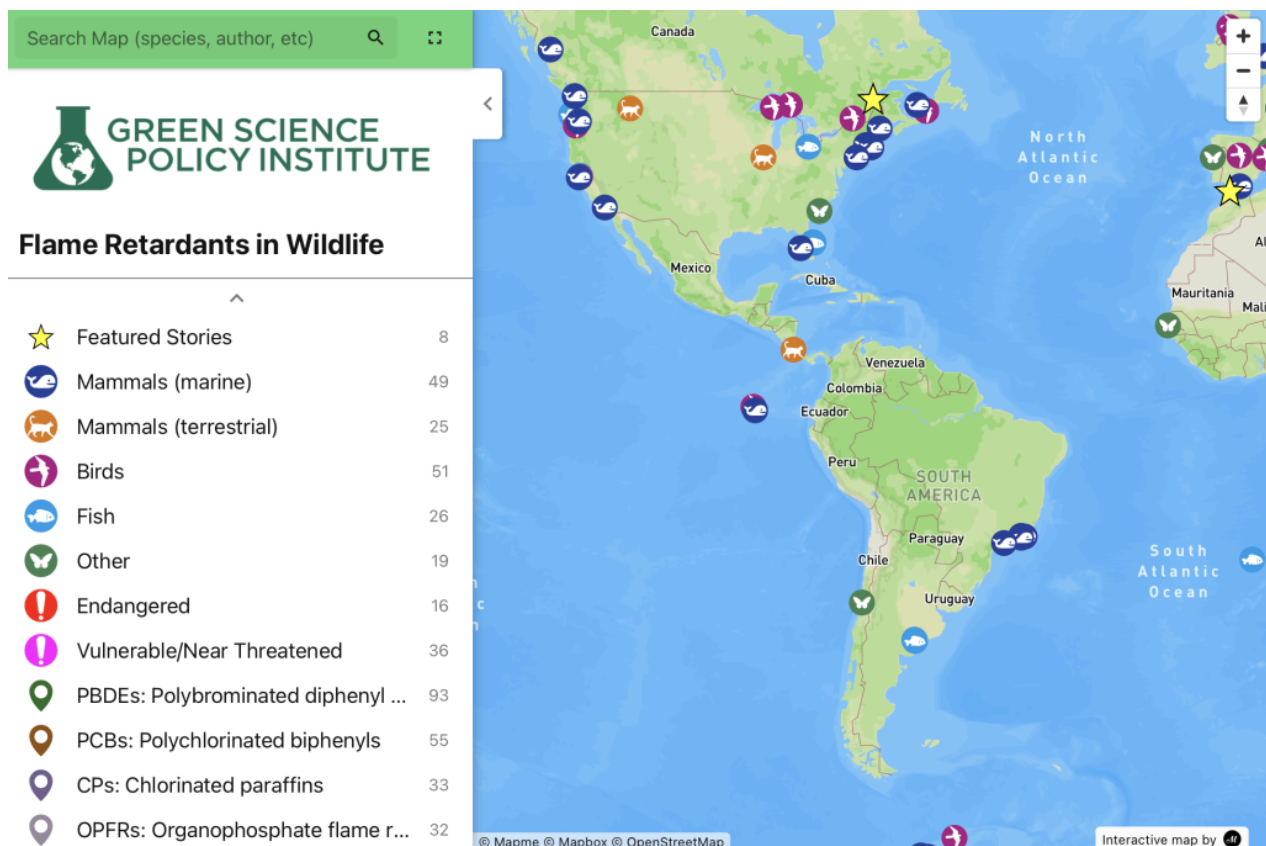 Search Map (species, author, etc)
GREEN SCIENCE
POLICY INSTITUTE
Flame Retardants in Wildlife
Featured Stories 8
Mammals (marine) 49
Mammals (terrestrial) 25
Birds 51
Fish 26
Other 19
Endangered 16
Vulnerable/Near Threatened 36
PBDEs: Polybrominated diphenyl ... 93
PCBs: Polychlorinated biphenyls 55
CPs: Chlorinated paraffins 33
OPFRs: Organophosphate flame r... 32
Canada
North
Atlantic
Ocean
Mexico
Cuba
Mauritania
Mali
Venezuela
Colombia
Ecuador
Peru
SOUTH
AMERICA
Paraguay
Chile
Uruguay
South
Atlantic
Ocean
© Mapme © Mapbox © OpenStreetMap
Interactive map by